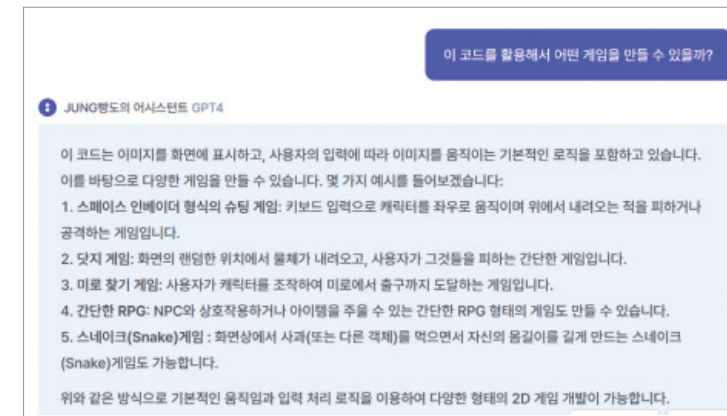 이 코드를 활용해서 어떤 게임을 만들 수 있을까?
JUNG빵도의 어시스턴트 GPT4
이 코드는 이미지를 화면에 표시하고, 사용자의 입력에 따라 이미지를 움직이는 기본적인 로직을 포함하고 있습니다.
이를 바탕으로 다양한 게임을 만들 수 있습니다. 몇 가지 예시를 들어보겠습니다:
1. 스페이스 인베이더 형식의 슈팅 게임: 키보드 입력으로 캐릭터를 좌우로 움직이며 위에서 내려오는 적을 피하거나
공격하는 게임입니다.
2. 닷지 게임: 화면의 랜덤한 위치에서 물체가 내려오고, 사용자가 그것들을 피하는 간단한 게임입니다.
3. 미로 찾기 게임: 사용자가 캐릭터를 조작하여 미로에서 출구까지 도달하는 게임입니다.
4. 간단한 RPG: NPC와 상호작용하거나 아이템을 주울 수 있는 간단한 RPG 형태의 게임도 만들 수 있습니다.
5. 스네이크(Snake)게임 : 화면상에서 사과(또는 다른 객체)를 먹으면서 자신의 몸길이를 길게 만드는 스네이크
(Snake)게임도 가능합니다.
위와 같은 방식으로 기본적인 움직임과 입력 처리 로직을 이용하여 다양한 형태의 2D 게임 개발이 가능합니다.